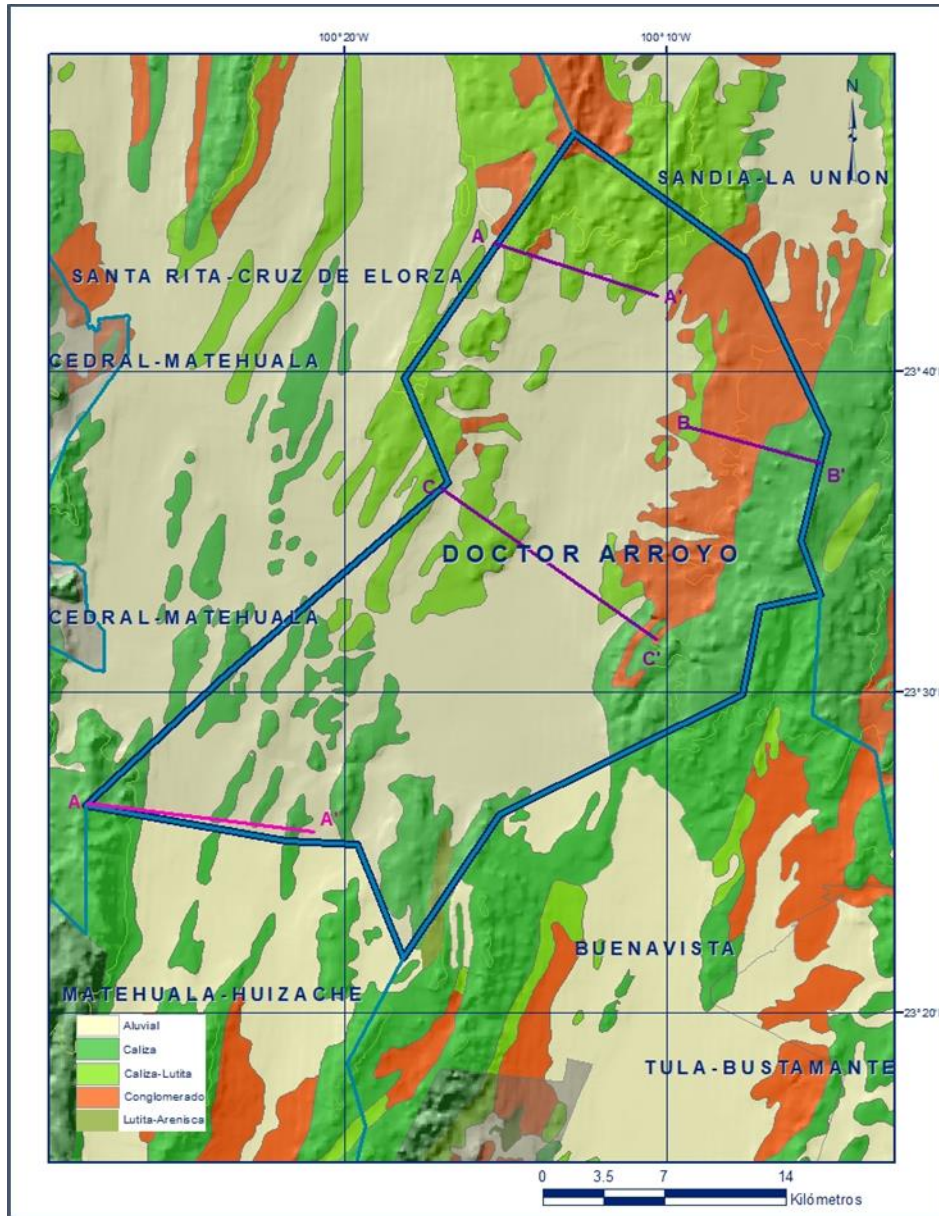 100°20'W
100°10'W
N
SANDIA-LA UNION
A
SANTA RITA-CRUZ DE ELORZA
A'
CEDRAL-MATEHUALA
23°40'
B
B'
C
DOCTOR ARROYO
CEDRAL-MATEHUALA
C'
23°30'
A
A'
BUENAVISTA
MATEHUALA-HUIZACHE
23°20'
Aluvial
Caliza
Caliza-Lutita
Conglomerado
Lutita-Arenisca
TULA-BUSTAMANTE
0 3.5 7 14
Kilómetros